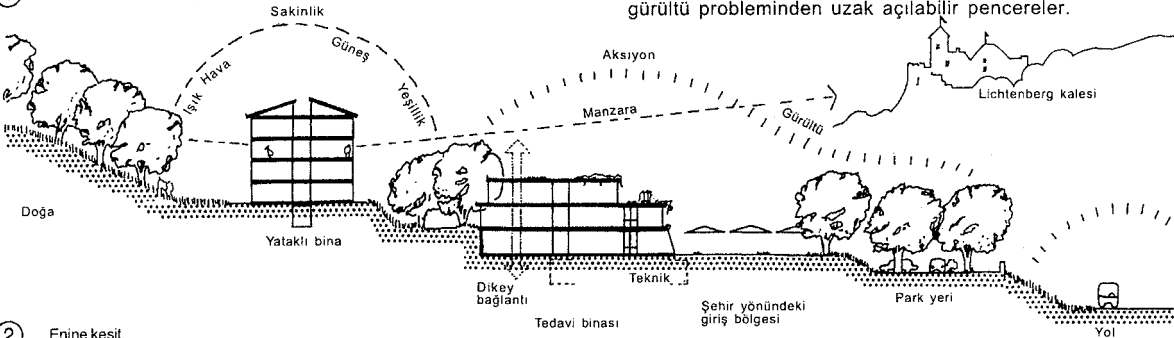 Sakinlik
gürültü probleminden uzak açılabilir pencereler.
Işık Hava
Güneş
Yeşillik
Aksiyon
Manzara
Gürültü
Lichtenberg kalesi
Doğa
Yataklı bina
Dikey
bağlantı
Teknik
Tedavi binası
Şehir yönündeki
giriş bölgesi
Park yeri
Yol
2 Enine kesit